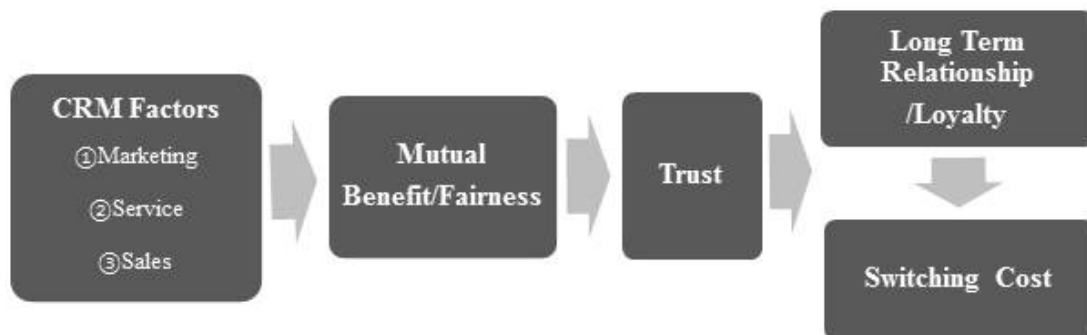 CRM Factors
①Marketing
②Service
③Sales
Mutual
Benefit/Fairness
Trust
Long Term
Relationship
/Loyalty
Switching Cost